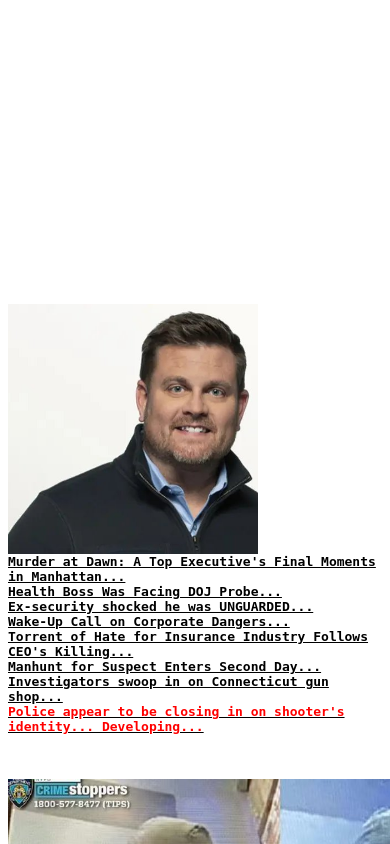 Murder at Dawn: A Top Executive's Final Moments
in Manhattan...
Health Boss Was Facing DOJ Probe...
Ex-security shocked he was UNGUARDED...
Wake-Up Call on Corporate Dangers...
Torrent of Hate for Insurance Industry Follows
CEO's Killing...
Manhunt for Suspect Enters Second Day...
Investigators swoop in on Connecticut gun
shop...
Police appear to be closing in on shooter's
identity... Developing...
CRIMEstoppers
1800-577-8477 (TIPS)